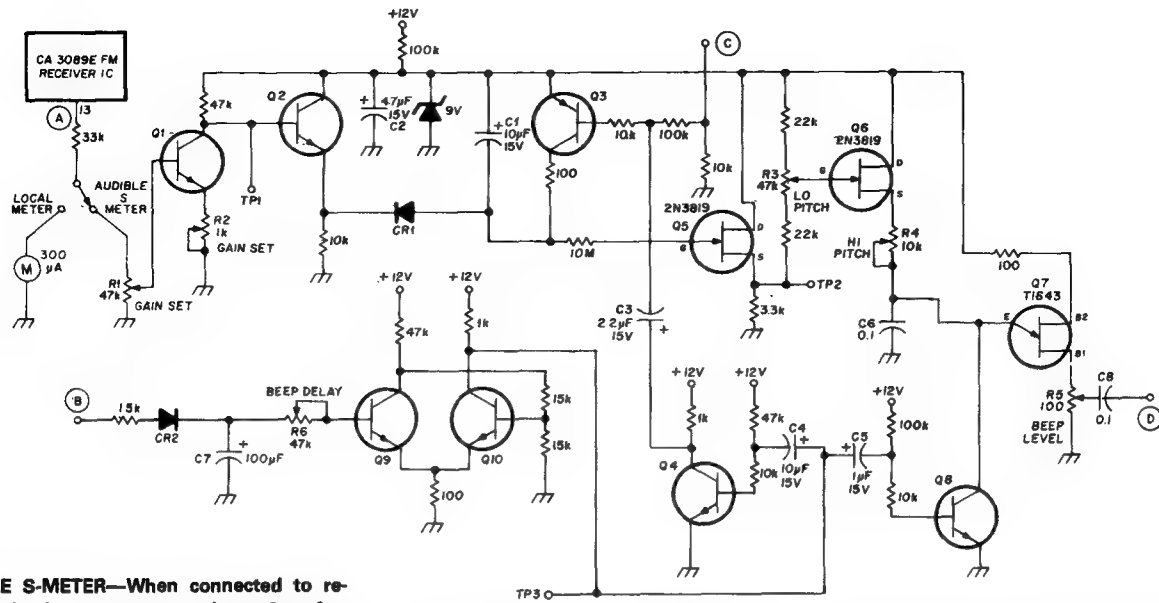 +12V
100k
CA 3089E FM
RECEIVER IC
13
A
33k
LOCAL
METER
AUDIBLE
S
METER
M
300
μA
R1
47k
GAIN SET
47k
Q1
R2
1k
GAIN SET
TP1
Q2
10k
CR1
4.7μF
15V
C2
9V
C1
10μF
15V
Q3
100
10k
100k
C
10k
10M
2N3819
Q5
G
D
S
TP2
3.3k
22k
R3
47k
LO
PITCH
22k
Q6
2N3819
G
D
S
R4
10k
HI
PITCH
C6
0.1
100
Q7
TI643
E
B2
B1
R5
100
BEEP
LEVEL
C8
0.1
D
B
15k
CR2
C7
100μF
BEEP DELAY
R6
47k
+12V
47k
+12V
1k
Q9
Q10
100
15k
15k
C3
2.2μF
15V
+12V
1k
Q4
+12V
47k
10k
C4
10μF
15V
C5
1μF
15V
+12V
100k
10k
Q8
TP3
E S-METER—When connected to re-